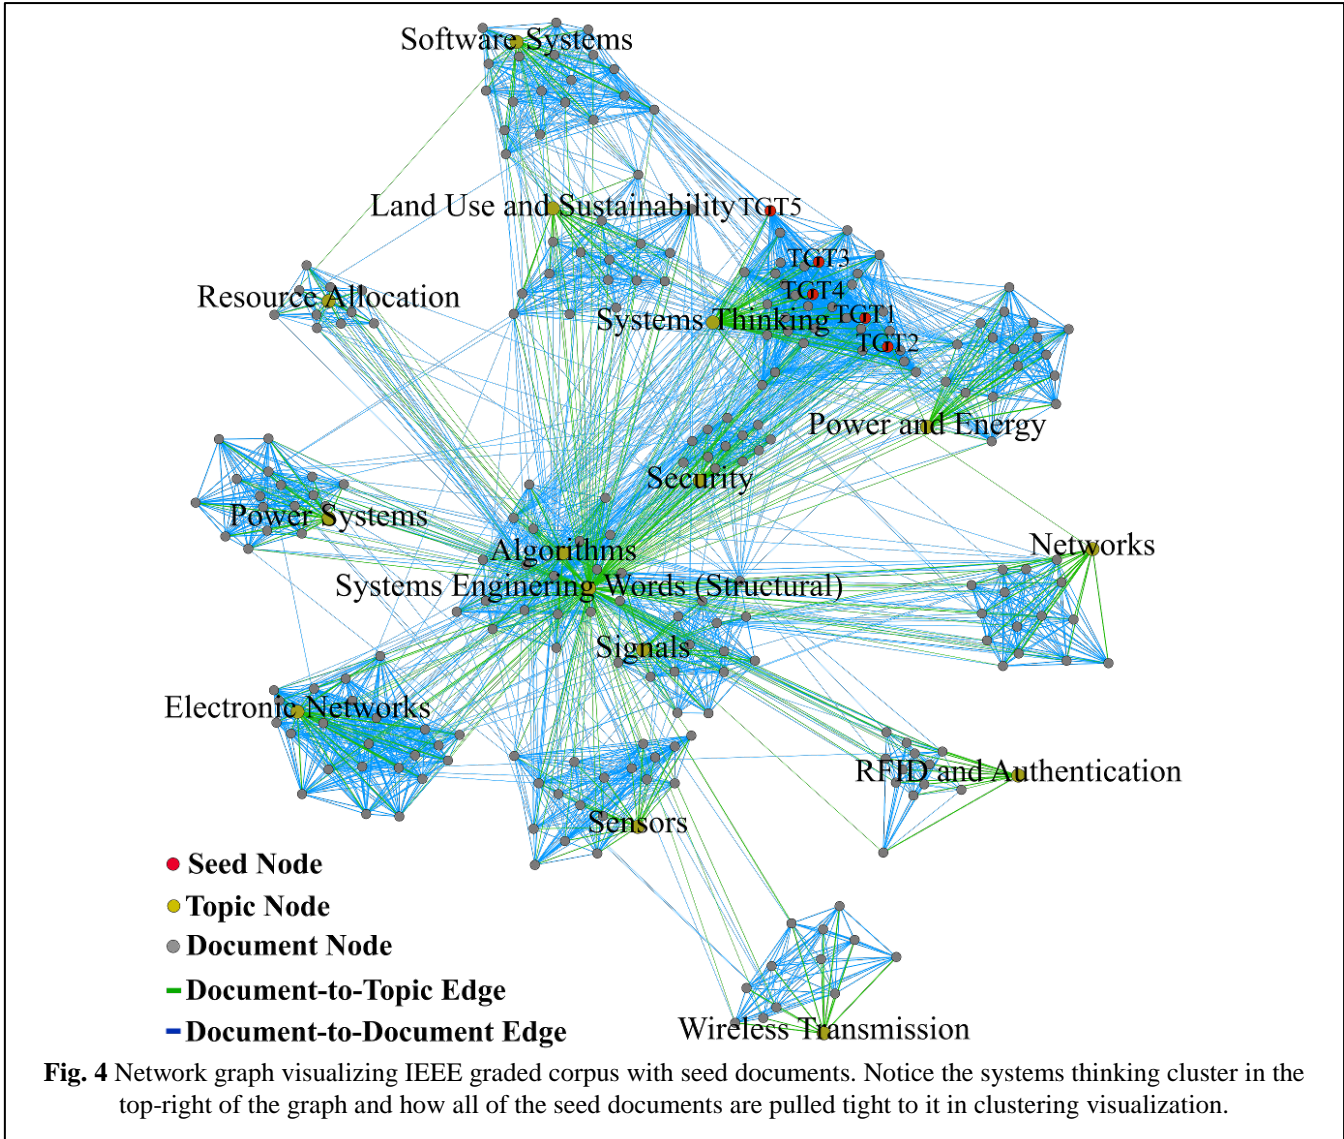 Software Systems
Land Use and Sustainability
TGT5
TGT3
Resource Allocation
TGT4
Systems Thinking
TGT1
TGT2
Power and Energy
Security
Power Systems
Algorithms
Networks
Systems Enginering Words (Structural)
Signals
Electronic Networks
RFID and Authentication
Sensors
Seed Node
Topic Node
Document Node
Document-to-Topic Edge
Document-to-Document Edge
Wireless Transmission
Fig. 4 Network graph visualizing IEEE graded corpus with seed documents. Notice the systems thinking cluster in the
top-right of the graph and how all of the seed documents are pulled tight to it in clustering visualization.